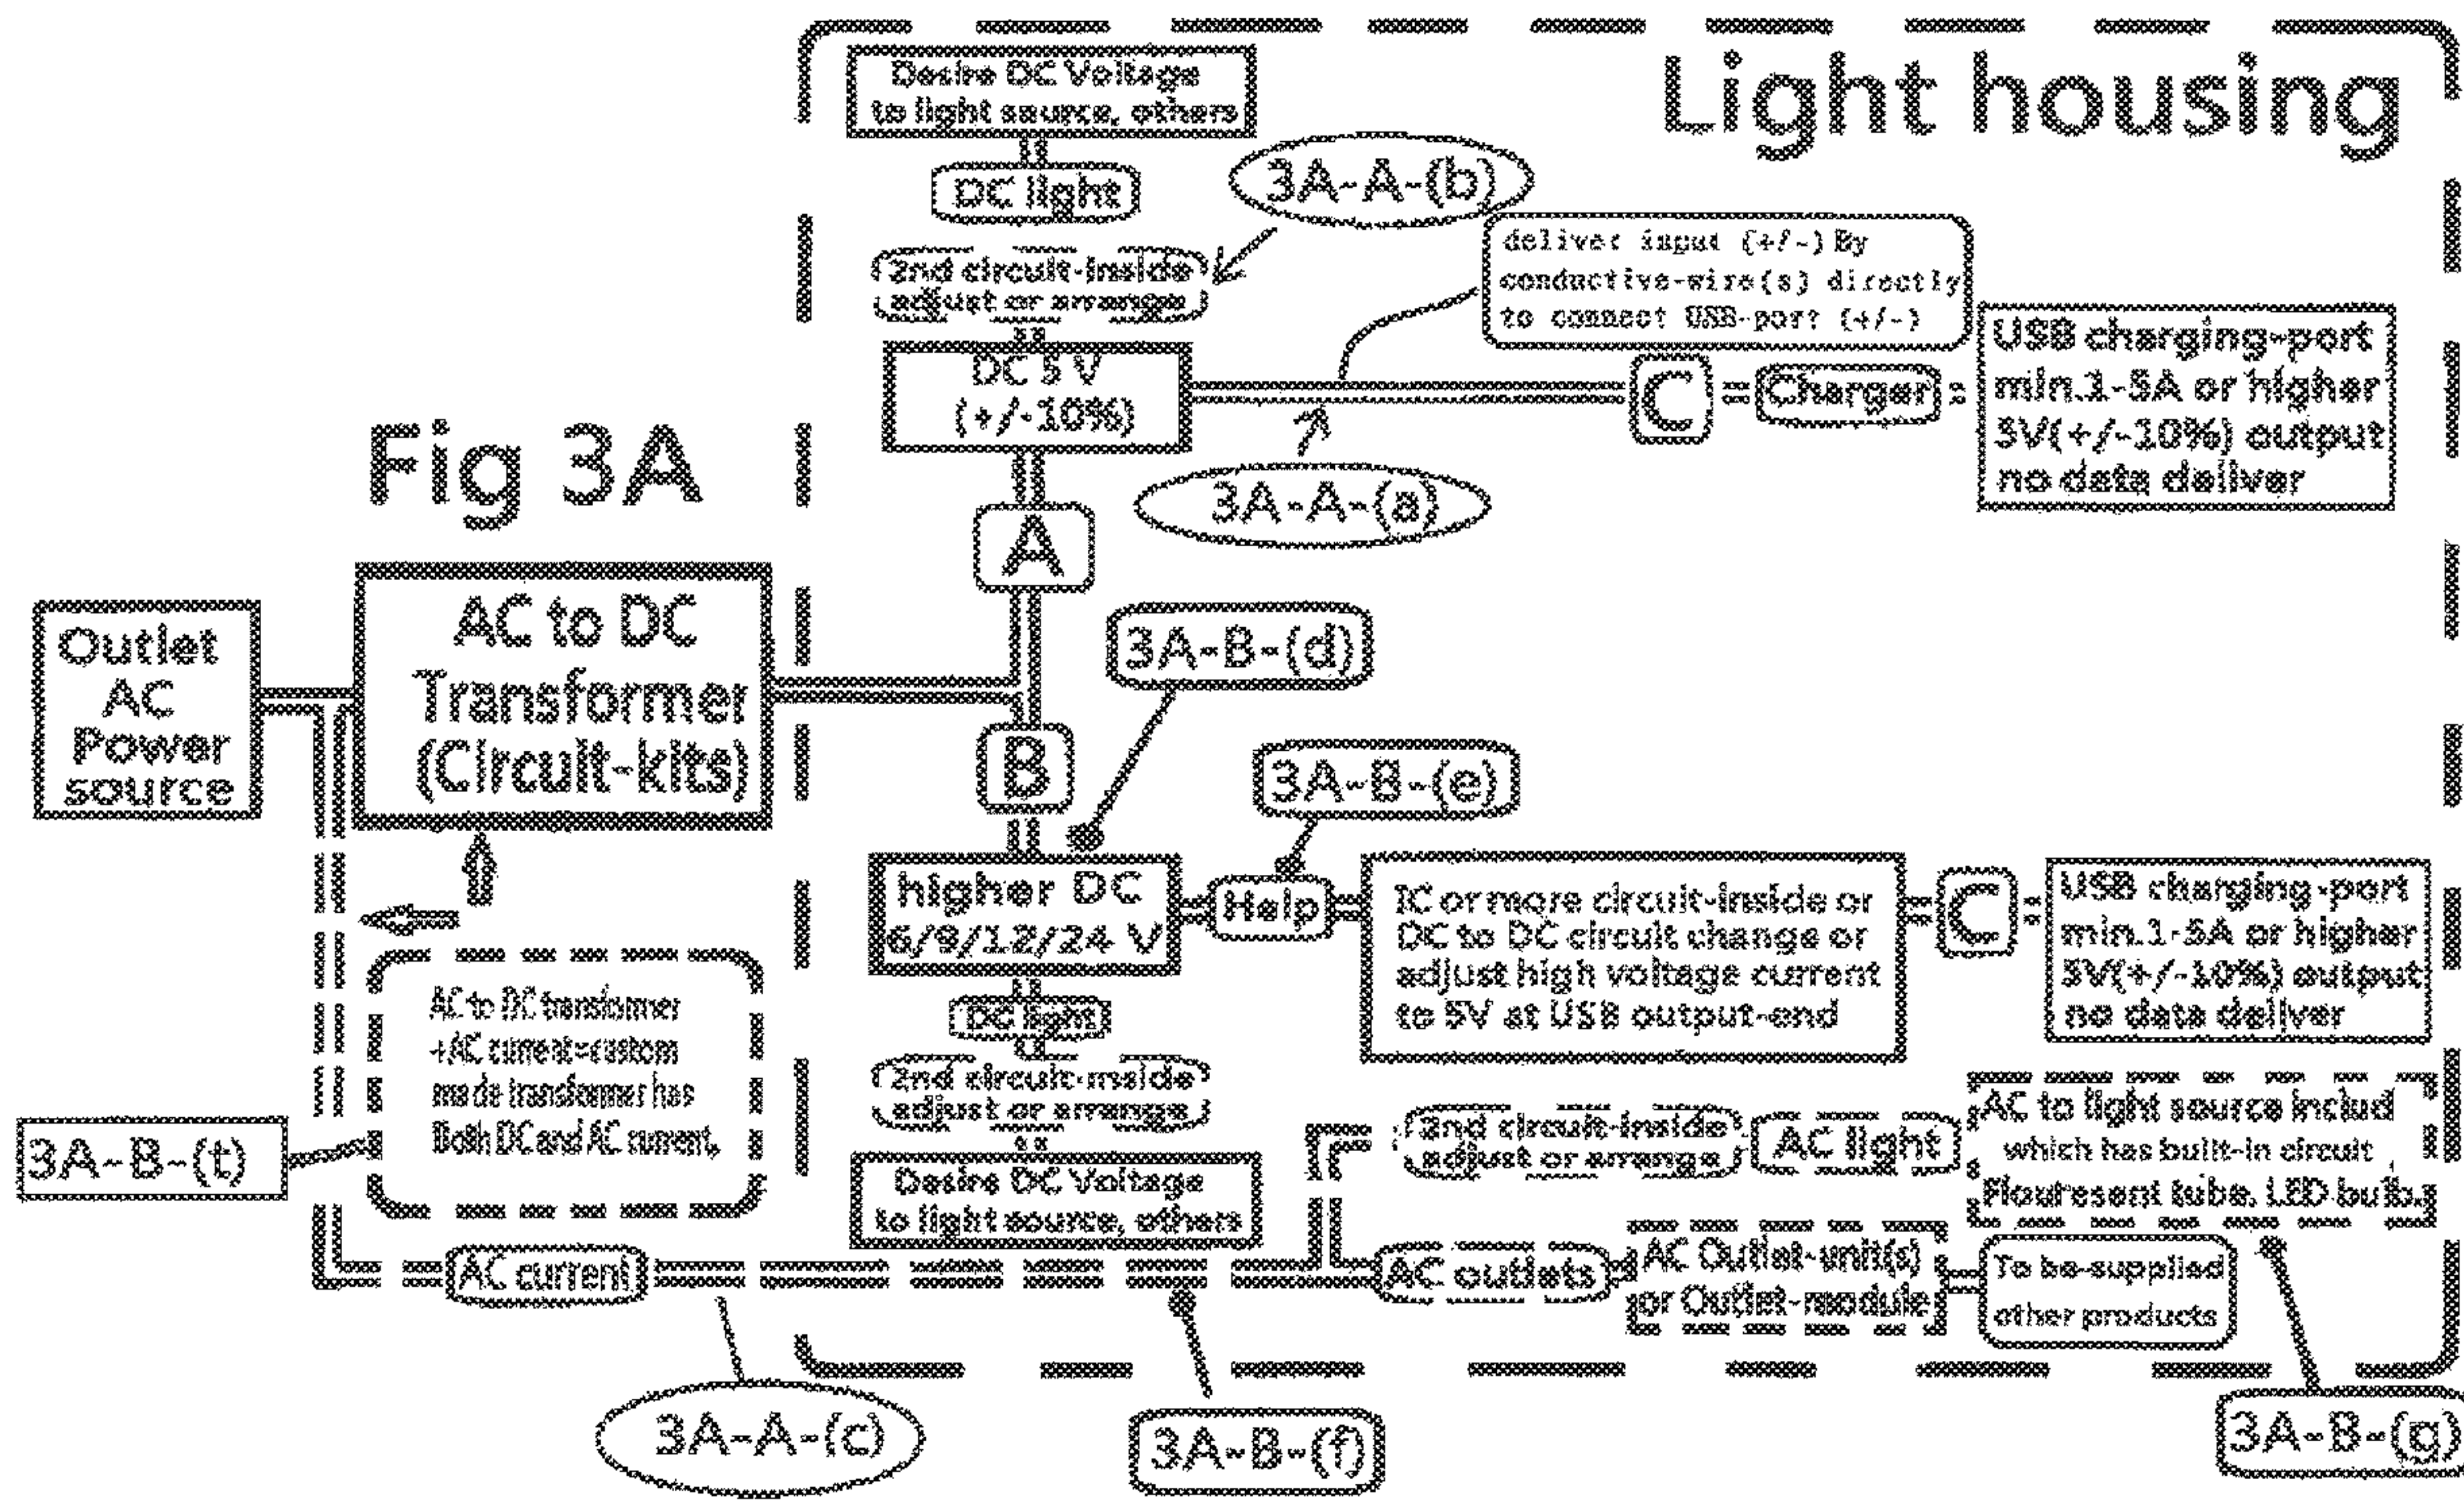 Light housing
Desire DC Voltage
to light source, others
DC light
3A-A-(b)
2nd circuit-inside
adjust or arrange
deliver input (+/-) By
conductive-wire(s) directly
to connect USB-port (+/-)
DC 5 V
(+/-10%)
C
Charger
USB charging-port
min.1-5A or higher
5V(+/-10%) output
no data deliver
Fig 3A
3A-A-(a)
A
Outlet
AC
Power
source
AC to DC
Transformer
(Circuit-kits)
3A-B-(d)
B
3A-B-(e)
higher DC
6/9/12/24 V
Help
IC or more circuit-inside or
DC to DC circuit change or
adjust high voltage current
to 5V at USB output-end
C
USB charging-port
min.1-5A or higher
5V(+/-10%) output
no data deliver
DC light
2nd circuit-inside
adjust or arrange
Desire DC Voltage
to light source, others
AC to DC transformer
+AC current=custom
made transformer has
Both DC and AC current,
3A-B-(t)
2nd circuit-inside
adjust or arrange
AC light
AC to light source includ
which has built-in circuit
Flouresent tube, LED bulb,
AC current
AC outlets
AC Outlet-unit(s)
or Outlet-module
To be-supplied
other products
3A-A-(c)
3A-B-(f)
3A-B-(g)